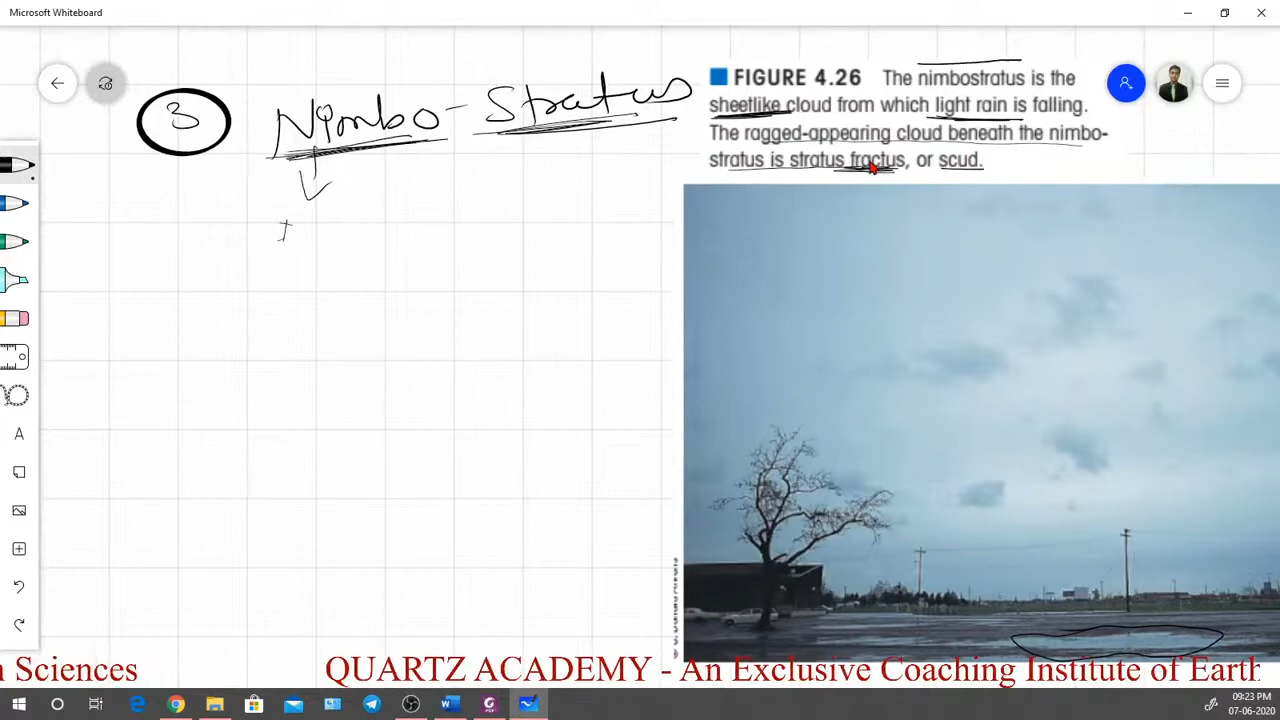 Microsoft Whiteboard
3 Nimbo-Stratus
FIGURE 4.26 The nimbostratus is the
sheetlike cloud from which light rain is falling.
The ragged-appearing cloud beneath the nimbo-
stratus is stratus fractus, or scud.
A
n Sciences QUARTZ ACADEMY - An Exclusive Coaching Institute of Earth
09:23 PM
07-06-2020